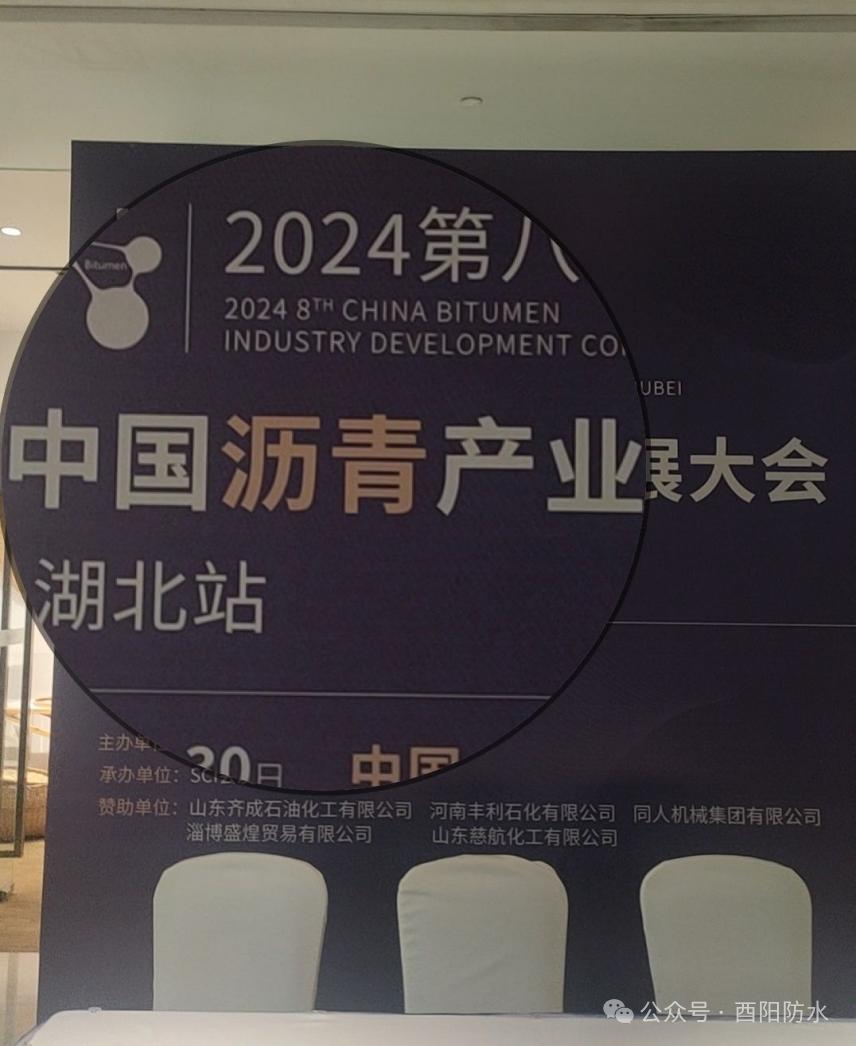 Bitumen
2024第八
2024 8TH CHINA BITUMEN
INDUSTRY DEVELOPMENT CO
UBEI
中国沥青产业展大会
湖北站
主办单
30日 中国
承办单位：SCI
赞助单位：山东齐成石油化工有限公司 河南丰利石化有限公司 同人机械集团有限公司
淄博盛煌贸易有限公司 山东慈航化工有限公司
公众号 · 酉阳防水